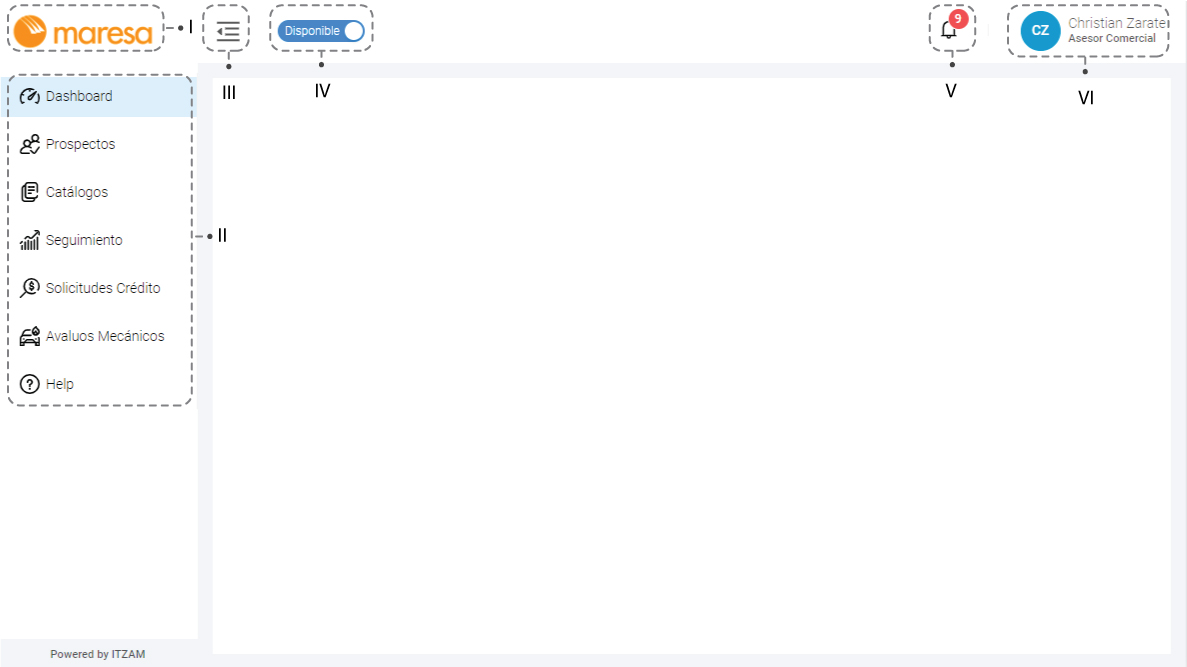 maresa
I
Disponible
9
CZ
Christian Zarate
Asesor Comercial
III
IV
V
VI
Dashboard
Prospectos
Catálogos
Seguimiento
II
Solicitudes Crédito
Avaluos Mecánicos
Help
Powered by ITZAM